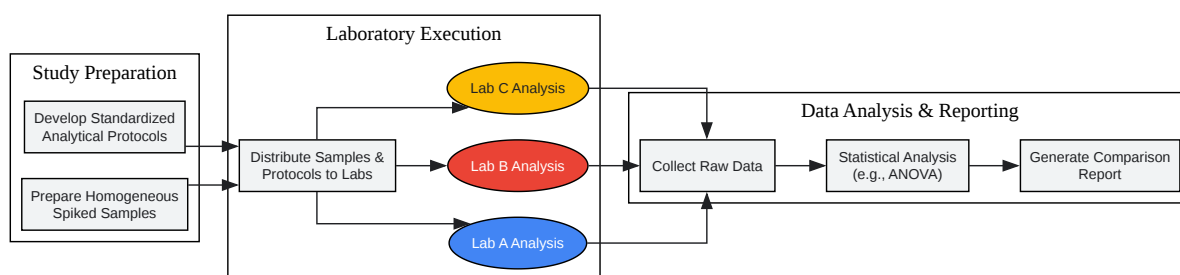 Study Preparation
Develop Standardized
Analytical Protocols
Prepare Homogeneous
Spiked Samples
Laboratory Execution
Distribute Samples &
Protocols to Labs
Lab C Analysis
Lab B Analysis
Lab A Analysis
Data Analysis & Reporting
Collect Raw Data
Statistical Analysis
(e.g., ANOVA)
Generate Comparison
Report